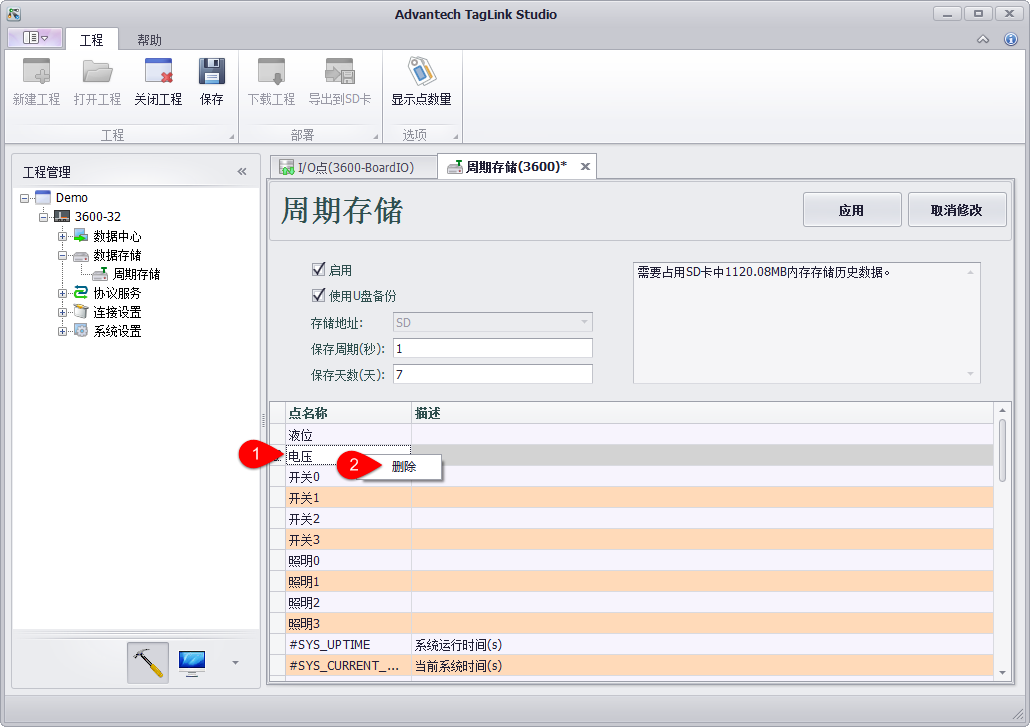 Advantech TagLink Studio
工程
帮助
新建工程
打开工程
关闭工程
保存
下载工程
导出到SD卡
显示点数量
工程
部署
选项
工程管理
Demo
3600-32
数据中心
数据存储
周期存储
协议服务
连接设置
系统设置
I/O点(3600-BoardIO)
周期存储(3600)*
周期存储
应用
取消修改
启用
使用U盘备份
存储地址:
SD
保存周期(秒):
1
保存天数(天):
7
需要占用SD卡中1120.08MB内存存储历史数据。
点名称
描述
液位
1
电压
2
删除
开关0
开关1
开关2
开关3
照明0
照明1
照明2
照明3
#SYS_UPTIME
系统运行时间(s)
#SYS_CURRENT_...
当前系统时间(s)